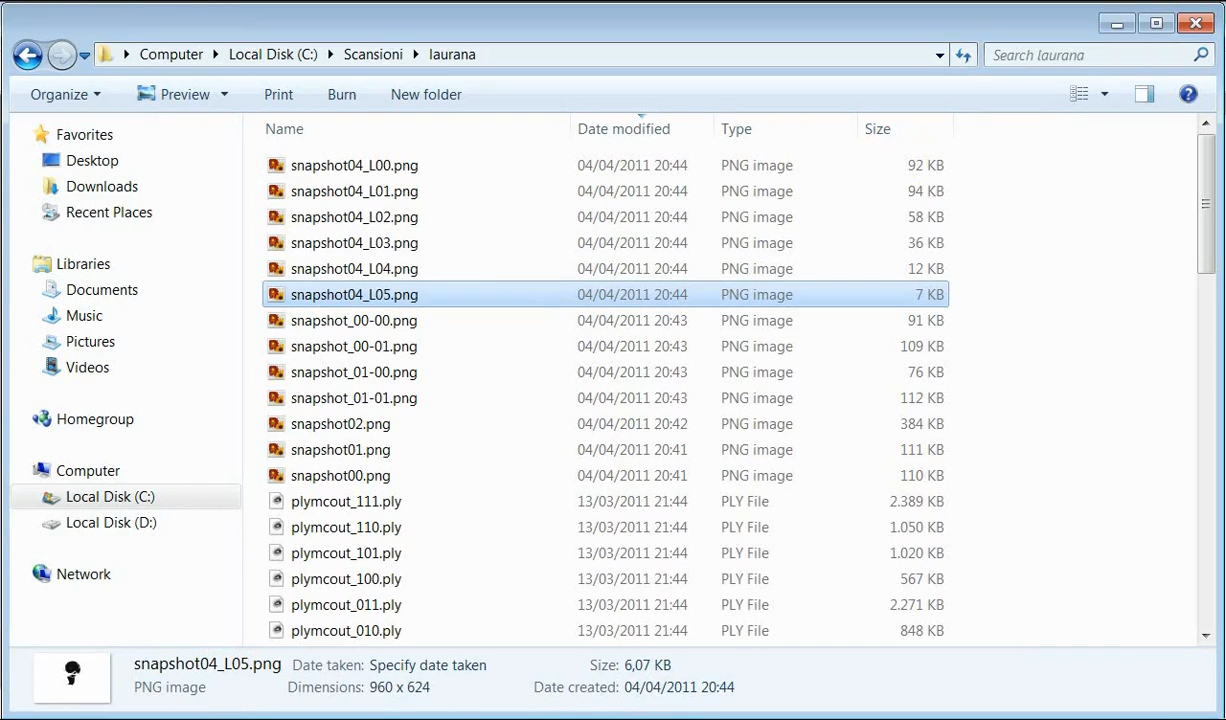 Computer Local Disk (C:) Scansioni laurana Search laurana
Organize Preview Print Burn New folder
Favorites
Desktop
Downloads
Recent Places
Libraries
Documents
Music
Pictures
Videos
Homegroup
Computer
Local Disk (C:)
Local Disk (D:)
Network
Name Date modified Type Size
snapshot04_L00.png 04/04/2011 20:44 PNG image 92 KB
snapshot04_L01.png 04/04/2011 20:44 PNG image 94 KB
snapshot04_L02.png 04/04/2011 20:44 PNG image 58 KB
snapshot04_L03.png 04/04/2011 20:44 PNG image 36 KB
snapshot04_L04.png 04/04/2011 20:44 PNG image 12 KB
snapshot04_L05.png 04/04/2011 20:44 PNG image 7 KB
snapshot_00-00.png 04/04/2011 20:43 PNG image 91 KB
snapshot_00-01.png 04/04/2011 20:43 PNG image 109 KB
snapshot_01-00.png 04/04/2011 20:43 PNG image 76 KB
snapshot_01-01.png 04/04/2011 20:43 PNG image 112 KB
snapshot02.png 04/04/2011 20:42 PNG image 384 KB
snapshot01.png 04/04/2011 20:41 PNG image 111 KB
snapshot00.png 04/04/2011 20:41 PNG image 110 KB
plymcout_111.ply 13/03/2011 21:44 PLY File 2.389 KB
plymcout_110.ply 13/03/2011 21:44 PLY File 1.050 KB
plymcout_101.ply 13/03/2011 21:44 PLY File 1.020 KB
plymcout_100.ply 13/03/2011 21:44 PLY File 567 KB
plymcout_011.ply 13/03/2011 21:44 PLY File 2.271 KB
plymcout_010.ply 13/03/2011 21:44 PLY File 848 KB
snapshot04_L05.png Date taken: Specify date taken Size: 6,07 KB
PNG image Dimensions: 960 x 624 Date created: 04/04/2011 20:44